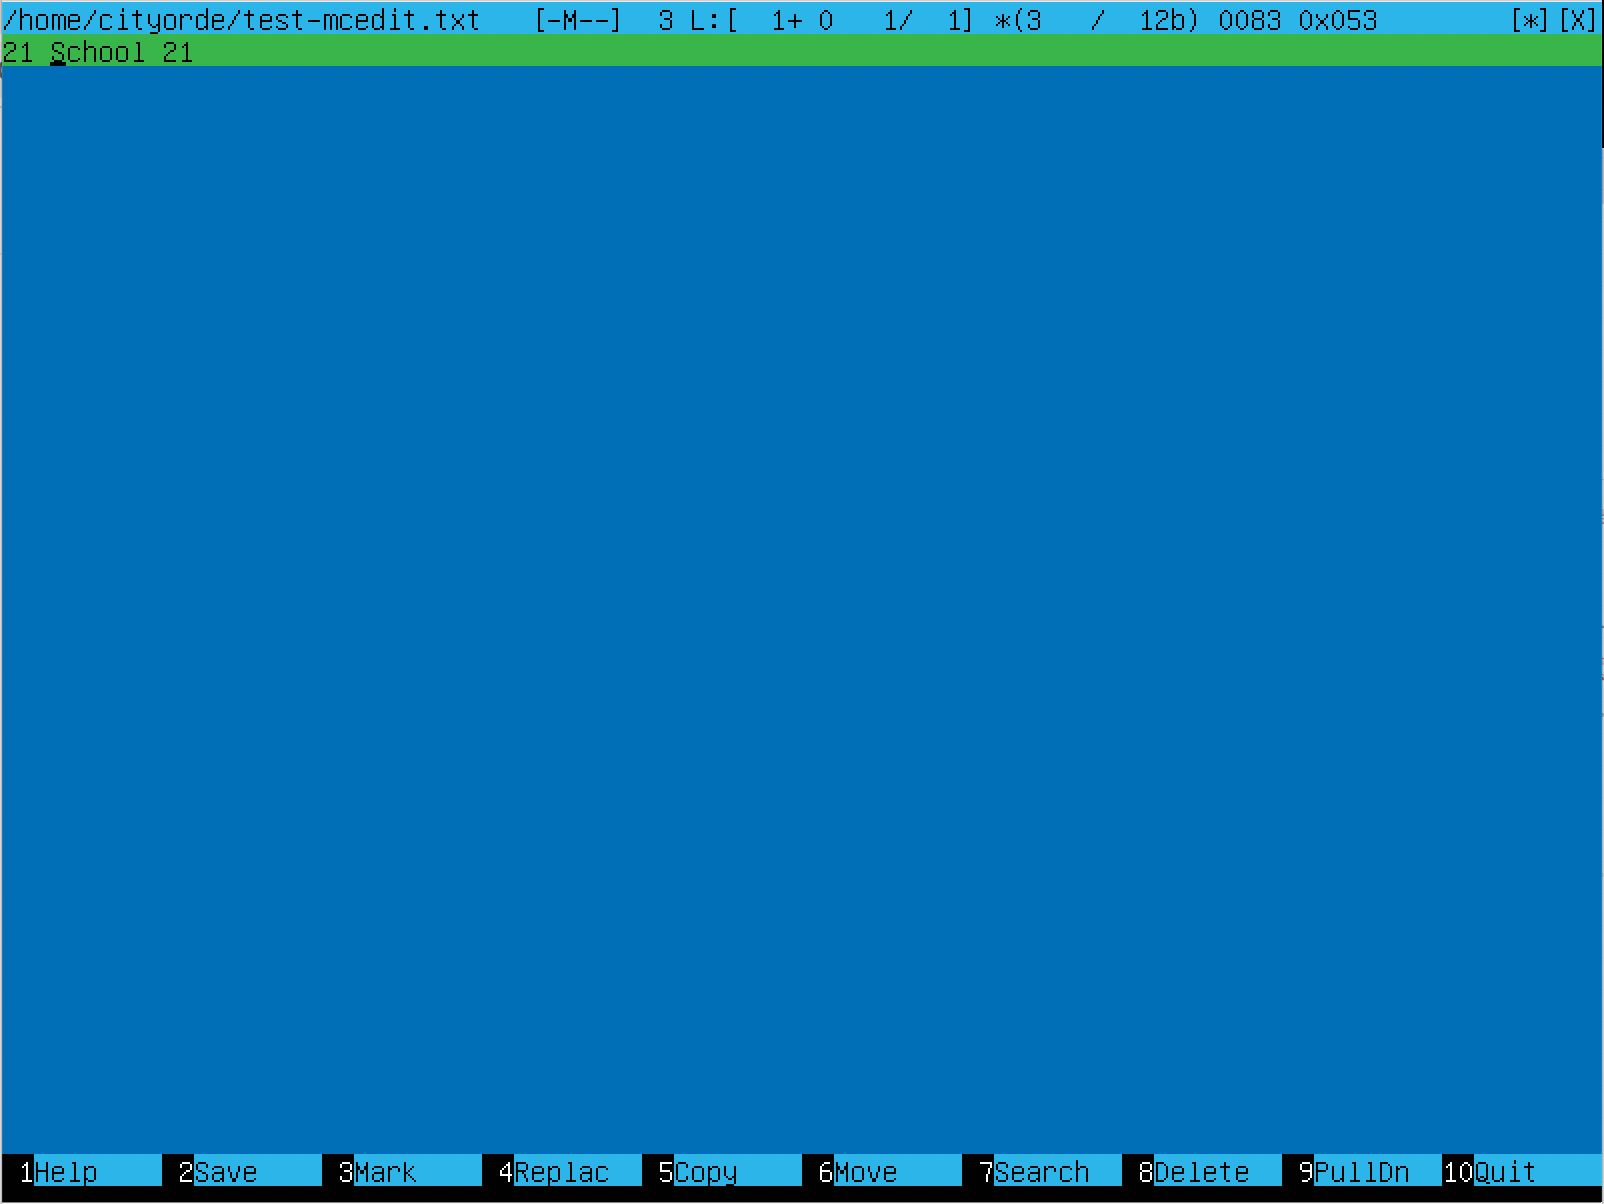 /home/cityorde/test-mcedit.txt   [-M--]  3 L:[  1+ 0   1/  1] *(3   /  12b) 0083 0x053        [*][X]
21 School 21
1Help 2Save 3Mark 4Replac 5Copy 6Move 7Search 8Delete 9PullDn 10Quit